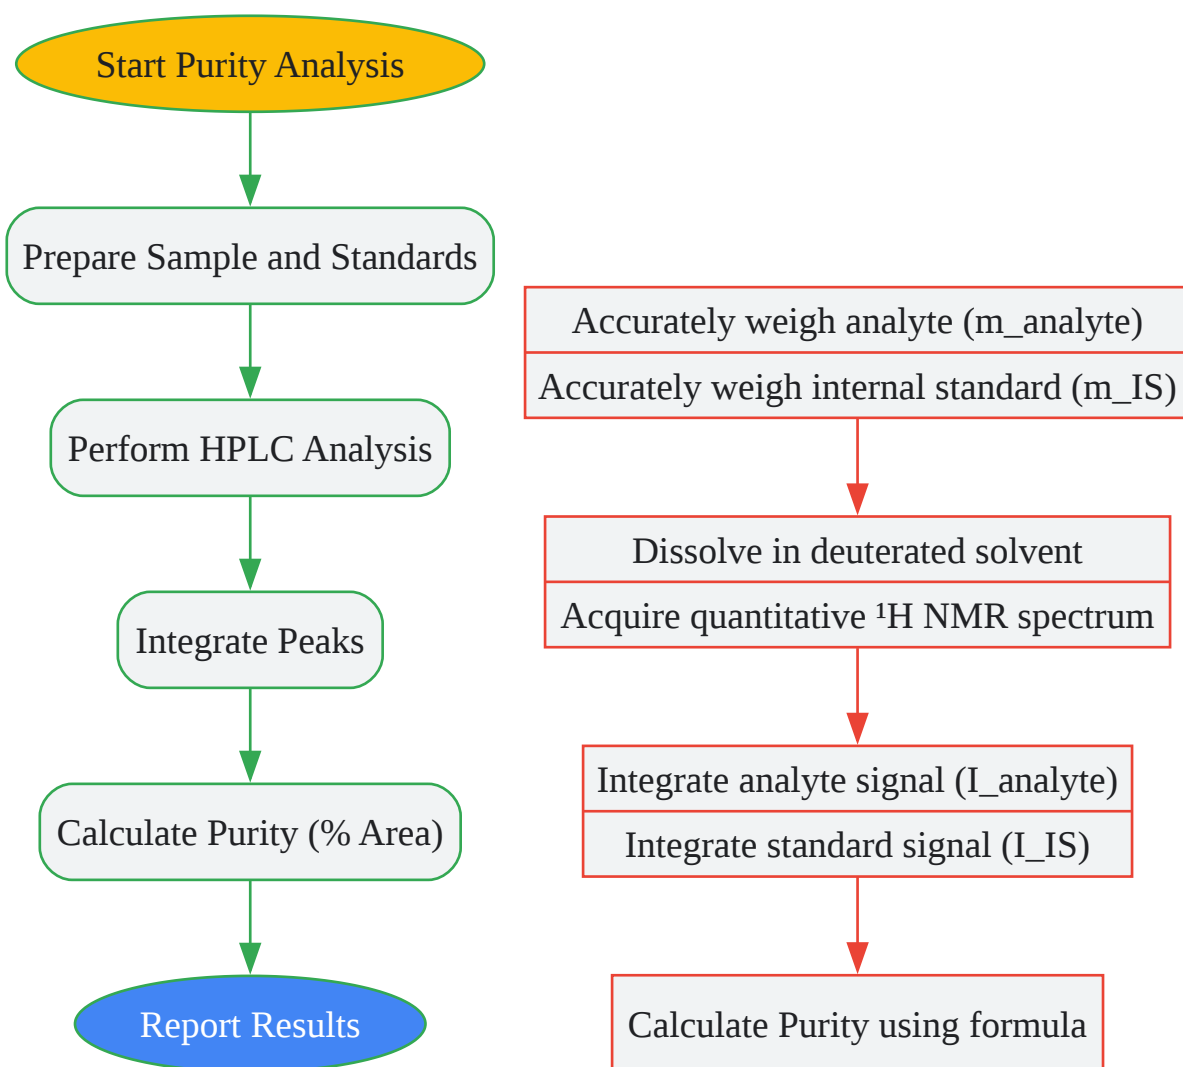 Start Purity Analysis
Prepare Sample and Standards
Perform HPLC Analysis
Integrate Peaks
Calculate Purity (% Area)
Report Results
Accurately weigh analyte (m_analyte)
Accurately weigh internal standard (m_IS)
Dissolve in deuterated solvent
Acquire quantitative ¹H NMR spectrum
Integrate analyte signal (I_analyte)
Integrate standard signal (I_IS)
Calculate Purity using formula